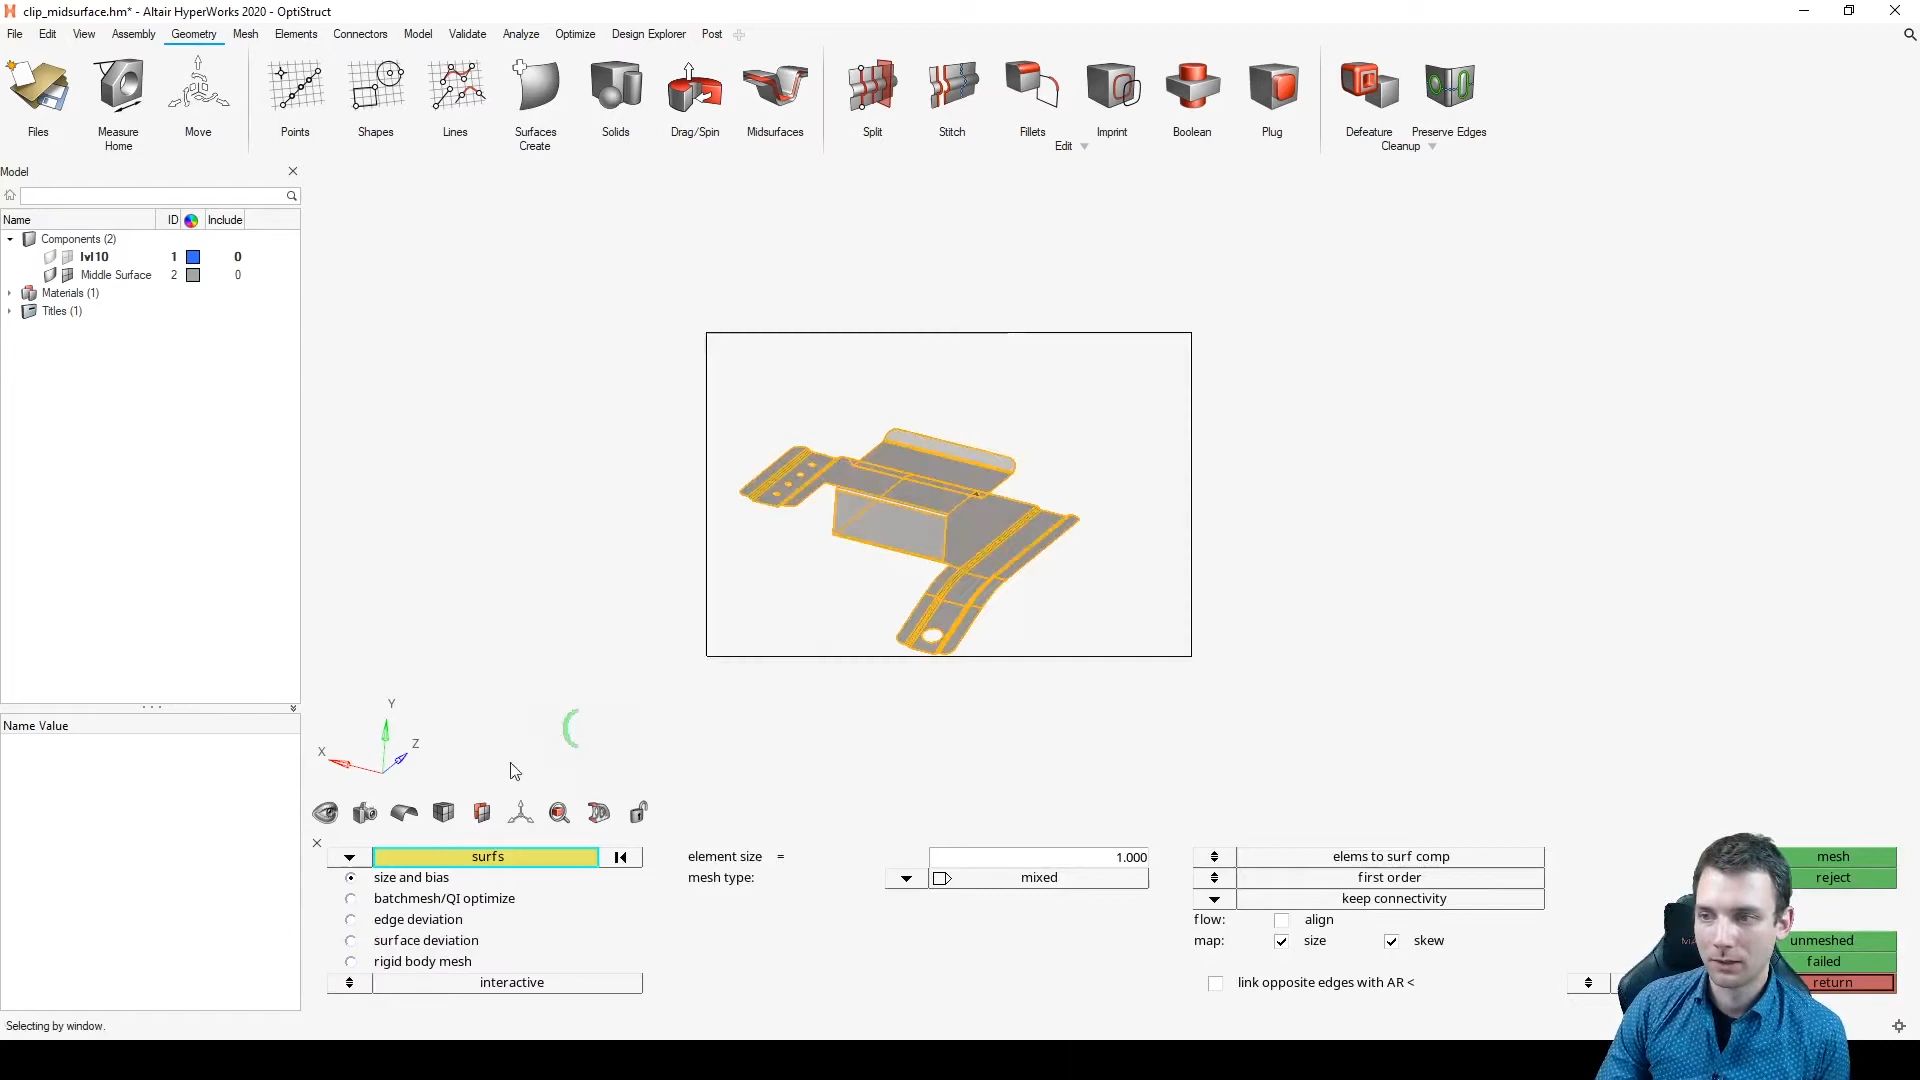 clip_midsurface.hm* - Altair HyperWorks 2020 - OptiStruct
File Edit View Assembly Geometry Mesh Elements Connectors Model Validate Analyze Optimize Design Explorer Post
Files Measure Move Points Shapes Lines Surfaces Solids Drag/Spin Midsurfaces Split Stitch Fillets Imprint Boolean Plug Defeature Preserve Edges
Home Create Edit Cleanup
Model
Name ID Include
Components (2)
lvl10 1 0
Middle Surface 2 0
Materials (1)
Titles (1)
Name Value
Y
Z
X
surfs element size = 1.000 elems to surf comp mesh
size and bias mesh type: mixed first order reject
batchmesh/QI optimize keep connectivity
edge deviation flow: align
surface deviation map: size skew unmeshed
rigid body mesh failed
interactive link opposite edges with AR < return
Selecting by window.